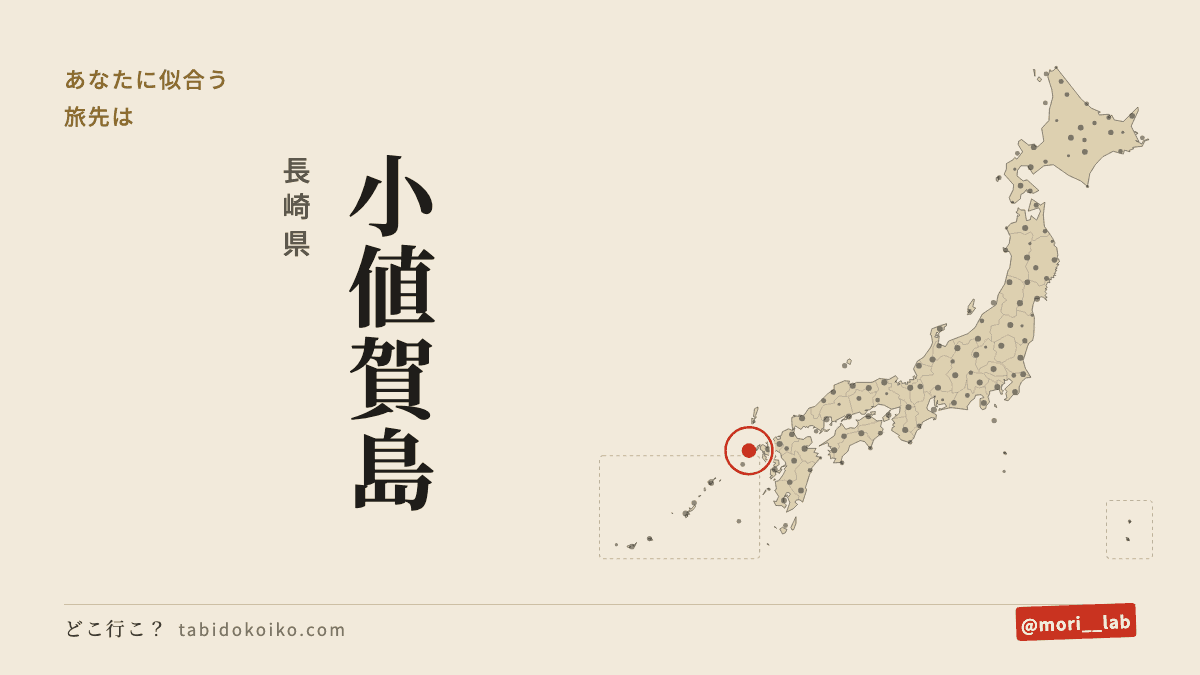 あなたに似合う
旅先は
小値賀島
長崎県
どこ行こ？ tabidokoiko.com
@mori__lab